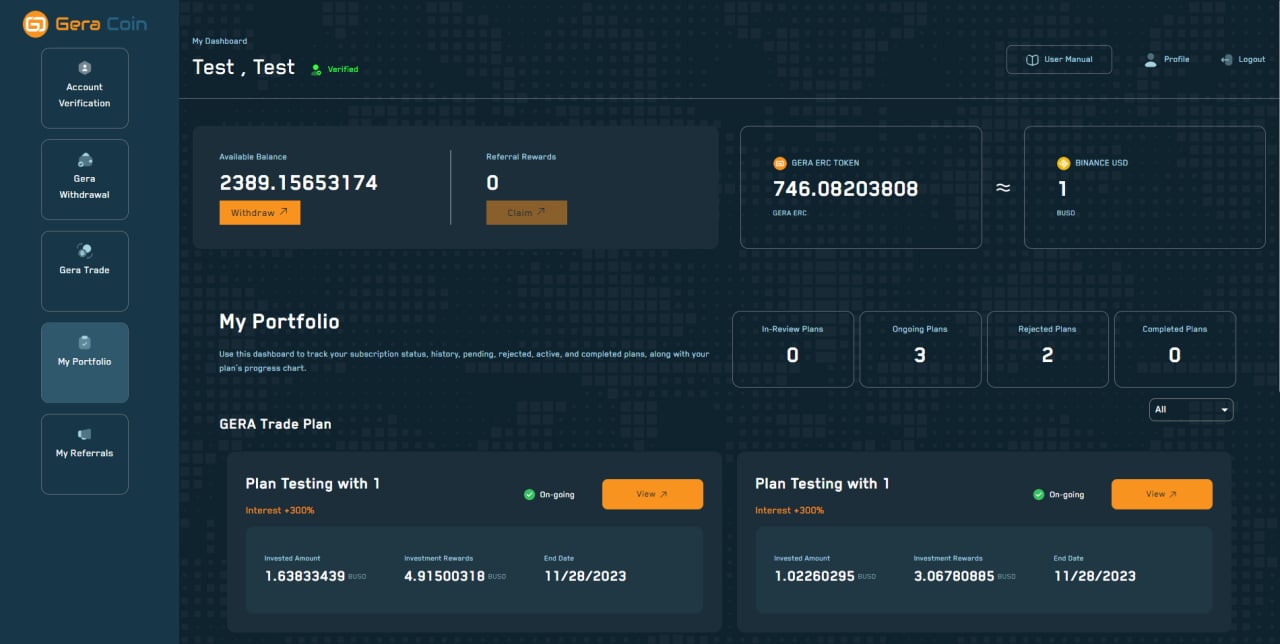 Gera Coin
Account
Verification
Gera
Withdrawal
Gera Trade
My Portfolio
My Referrals
My Dashboard
Test , Test
Verified
User Manual
Profile
Logout
Available Balance
2389.15653174
Withdraw
Referral Rewards
0
Claim
GERA ERC TOKEN
746.08203808
GERA ERC
≈
BINANCE USD
1
BUSD
My Portfolio
Use this dashboard to track your subscription status, history, pending, rejected, active, and completed plans, along with your
plan's progress chart.
In-Review Plans
0
Ongoing Plans
3
Rejected Plans
2
Completed Plans
0
All
GERA Trade Plan
Plan Testing with 1
Interest +300%
On-going
View
Invested Amount
1.63833439 BUSD
Investment Rewards
4.91500318 BUSD
End Date
11/28/2023
Plan Testing with 1
Interest +300%
On-going
View
Invested Amount
1.02260295 BUSD
Investment Rewards
3.06780885 BUSD
End Date
11/28/2023